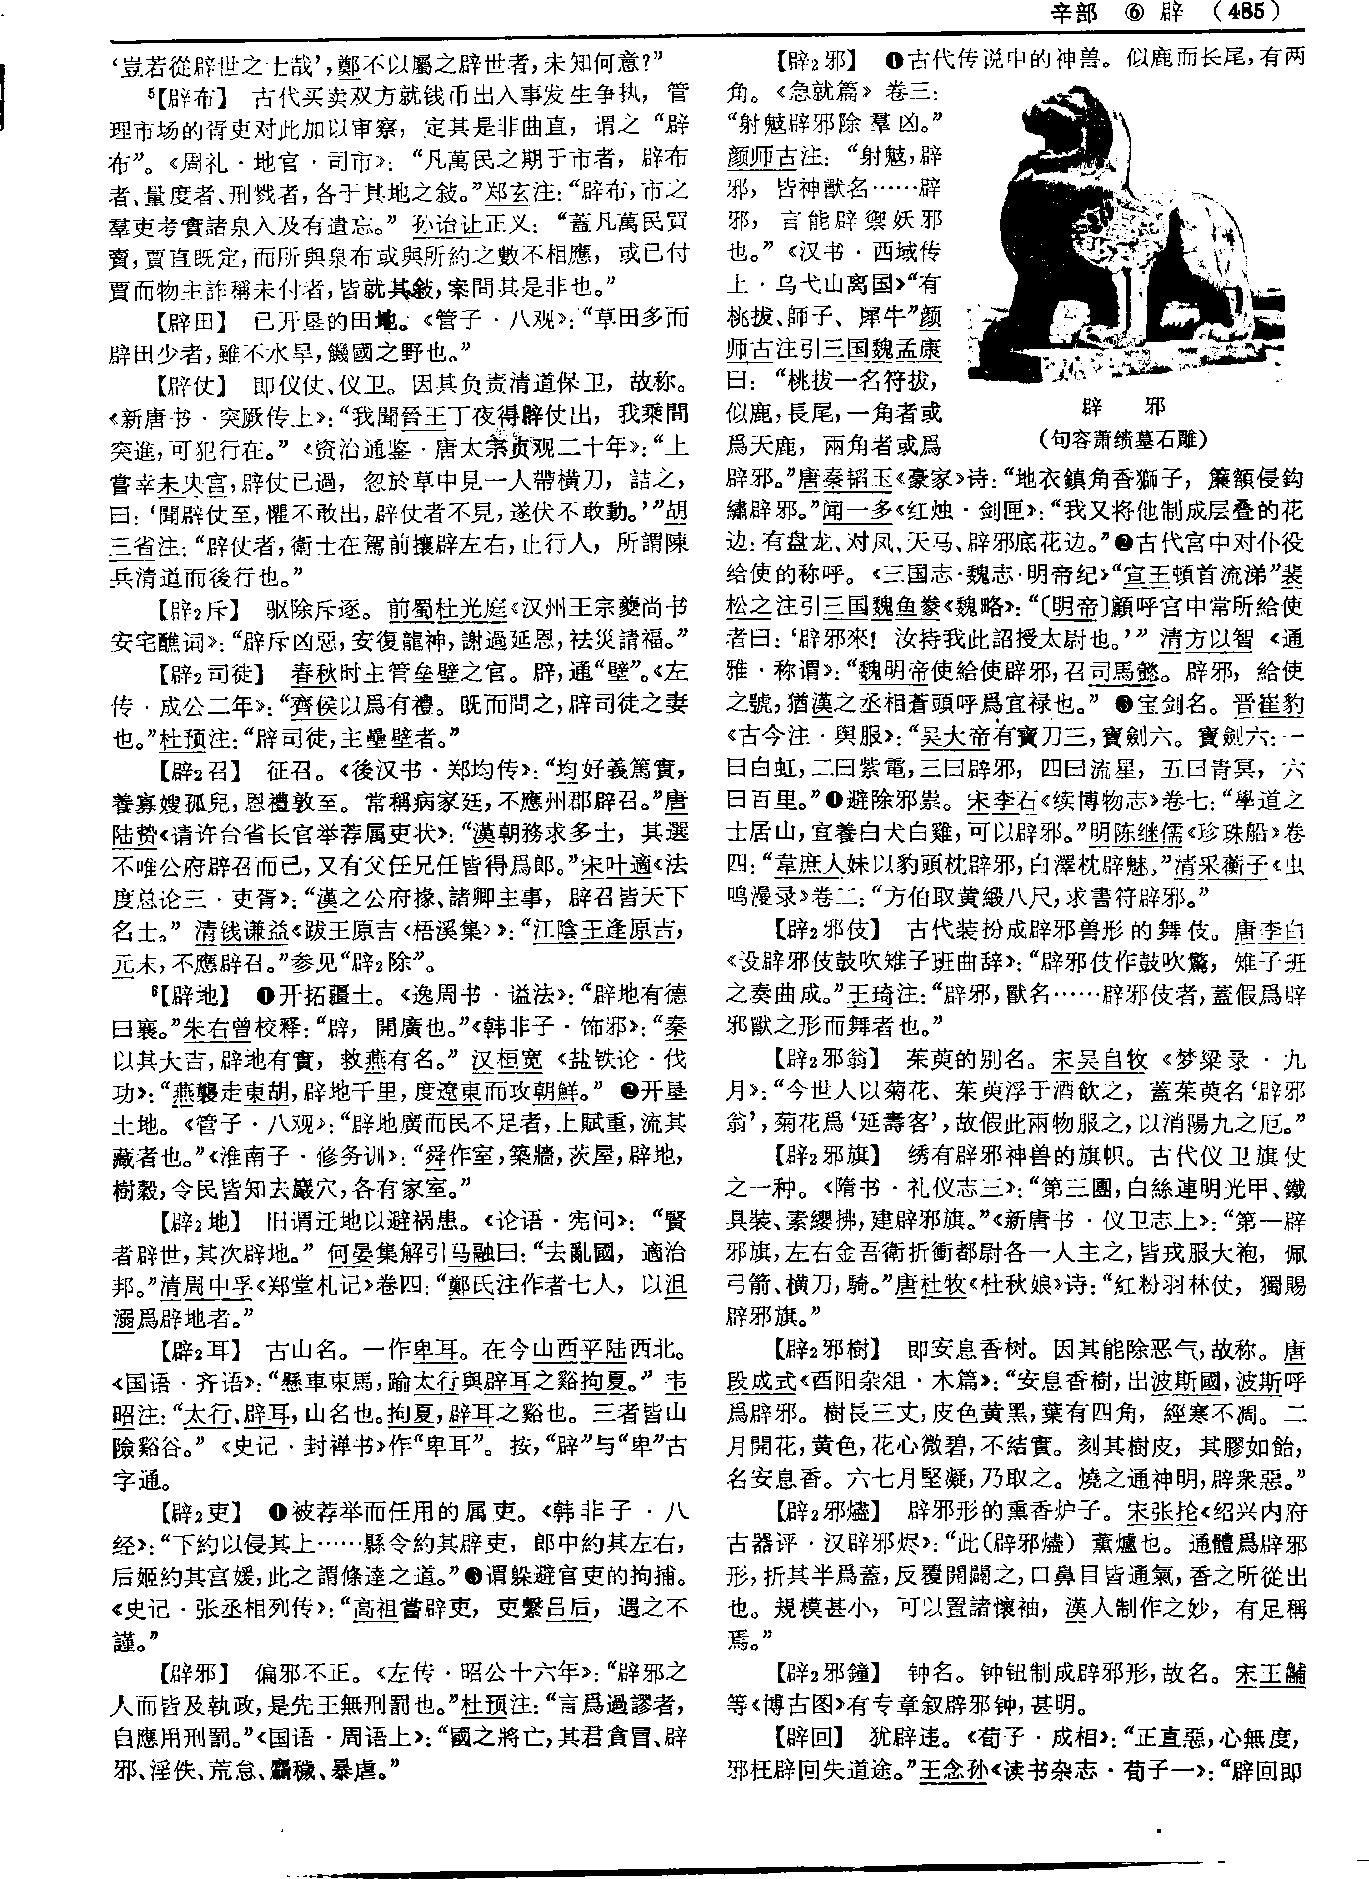 辛部 ⑥ 辟 （485）
‘豈若從辟世之士哉’，鄭不以屬之辟世者，未知何意？”
⁵【辟布】 古代买卖双方就钱币出入事发生争执，管
理市场的胥吏对此加以审察，定其是非曲直，谓之“辟
布”。《周礼·地官·司市》：“凡萬民之期于市者，辟布
者、量度者、刑戮者，各于其地之敍。”郑玄注：“辟布，市之
羣吏考實諸泉入及有遺忘。”孙诒让正义：“蓋凡萬民買
賣，賈直既定，而所與泉布或與所約之數不相應，或已付
賈而物主詐稱未付者，皆就其敍，案問其是非也。”
【辟田】 已开垦的田地。《管子·八观》：“草田多而
辟田少者，雖不水旱，饑國之野也。”
【辟仗】 即仪仗、仪卫。因其负责清道保卫，故称。
《新唐书·突厥传上》：“我聞晉王丁夜得辟仗出，我乘間
突進，可犯行在。”《资治通鉴·唐太宗贞观二十年》：“上
嘗幸未央宫，辟仗已過，忽於草中見一人帶横刀，詰之，
曰：‘聞辟仗至，懼不敢出，辟仗者不見，遂伏不敢動。’”胡
三省注：“辟仗者，衛士在駕前攘辟左右，止行人，所謂陳
兵清道而後行也。”
【辟₂斥】 驱除斥逐。前蜀杜光庭《汉州王宗夔尚书
安宅醮词》：“辟斥凶惡，安復龍神，謝過延恩，祛災請福。”
【辟₂司徒】 春秋时主管垒壁之官。辟，通“壁”。《左
传·成公二年》：“齊侯以爲有禮。既而問之，辟司徒之妻
也。”杜预注：“辟司徒，主壘壁者。”
【辟₂召】 征召。《後汉书·郑均传》：“均好義篤實，
養寡嫂孤兒，恩禮敦至。常稱病家廷，不應州郡辟召。”唐
陆贽《请许台省长官举荐属吏状》：“漢朝務求多士，其選
不唯公府辟召而已，又有父任兄任皆得爲郎。”宋叶適《法
度总论三·吏胥》：“漢之公府掾、諸卿主事，辟召皆天下
名士。”清钱谦益《跋王原吉〈梧溪集〉》：“江陰王逢原吉，
元末，不應辟召。”参见“辟₂除”。
⁶【辟地】 ❶开拓疆土。《逸周书·谥法》：“辟地有德
曰襄。”朱右曾校释：“辟，開廣也。”《韩非子·饰邪》：“秦
以其大吉，辟地有實，救燕有名。”汉桓宽《盐铁论·伐
功》：“燕襲走東胡，辟地千里，度遼東而攻朝鮮。”❷开垦
土地。《管子·八观》：“辟地廣而民不足者，上賦重，流其
藏者也。”《淮南子·修务训》：“舜作室，築牆，茨屋，辟地，
樹穀，令民皆知去巖穴，各有家室。”
【辟₂地】 旧谓迁地以避祸患。《论语·宪问》：“賢
者辟世，其次辟地。”何晏集解引马融曰：“去亂國，適治
邦。”清周中孚《郑堂札记》卷四：“鄭氏注作者七人，以沮
溺爲辟地者。”
【辟₂耳】 古山名。一作卑耳。在今山西平陆西北。
《国语·齐语》：“懸車束馬，踰太行與辟耳之谿拘夏。”韦
昭注：“太行、辟耳，山名也。拘夏，辟耳之谿也。三者皆山
險谿谷。”《史记·封禅书》作“卑耳”。按，“辟”与“卑”古
字通。
【辟₂吏】 ❶被荐举而任用的属吏。《韩非子·八
经》：“下約以侵其上……縣令約其辟吏，郎中約其左右，
后姬約其宫媛，此之謂條達之道。”❷谓躲避官吏的拘捕。
《史记·张丞相列传》：“高祖嘗辟吏，吏繫吕后，遇之不
謹。”
【辟邪】 偏邪不正。《左传·昭公十六年》：“辟邪之
人而皆及執政，是先王無刑罰也。”杜预注：“言爲過謬者，
自應用刑罰。”《国语·周语上》：“國之將亡，其君貪冒、辟
邪、淫佚、荒怠、麤穢、暴虐。”
【辟₂邪】 ❶古代传说中的神兽。似鹿而长尾，有两
角。《急就篇》卷三：
“射鬾辟邪除羣凶。”
颜师古注：“射鬾，辟
邪，皆神獸名……辟
邪，言能辟禦妖邪
也。”《汉书·西域传
上·乌弋山离国》“有
桃拔、師子、犀牛”颜
师古注引三国魏孟康
曰：“桃拔一名符拔，
似鹿，長尾，一角者或
爲天鹿，兩角者或爲
辟　邪
（句容萧绩墓石雕）
辟邪。”唐秦韬玉《豪家》诗：“地衣鎮角香獅子，簾額侵鈎
繡辟邪。”闻一多《红烛·剑匣》：“我又将他制成层叠的花
边：有盘龙、对凤、天马、辟邪底花边。”❷古代宫中对仆役
给使的称呼。《三国志·魏志·明帝纪》“宣王頓首流涕”裴
松之注引三国魏鱼豢《魏略》：“〔明帝〕顧呼宫中常所給使
者曰：‘辟邪來！汝持我此詔授太尉也。’”清方以智《通
雅·称谓》：“魏明帝使給使辟邪，召司馬懿。辟邪，給使
之號，猶漢之丞相蒼頭呼爲宜禄也。”❸宝剑名。晋崔豹
《古今注·舆服》：“吴大帝有寶刀三，寶劍六。寶劍六：一
曰白虹，二曰紫電，三曰辟邪，四曰流星，五曰青冥，六
曰百里。”❹避除邪祟。宋李石《续博物志》卷七：“學道之
士居山，宜養白犬白雞，可以辟邪。”明陈继儒《珍珠船》卷
四：“韋庶人妹以豹頭枕辟邪，白澤枕辟魅。”清采蘅子《虫
鸣漫录》卷二：“方伯取黄緞八尺，求書符辟邪。”
【辟₂邪伎】 古代装扮成辟邪兽形的舞伎。唐李白
《设辟邪伎鼓吹雉子班曲辞》：“辟邪伎作鼓吹驚，雉子班
之奏曲成。”王琦注：“辟邪，獸名……辟邪伎者，蓋假爲辟
邪獸之形而舞者也。”
【辟₂邪翁】 茱萸的别名。宋吴自牧《梦粱录·九
月》：“今世人以菊花、茱萸浮于酒飲之，蓋茱萸名‘辟邪
翁’，菊花爲‘延壽客’，故假此兩物服之，以消陽九之厄。”
【辟₂邪旗】 绣有辟邪神兽的旗帜。古代仪卫旗仗
之一种。《隋书·礼仪志三》：“第三團，白絲連明光甲、鐵
具裝、素纓拂，建辟邪旗。”《新唐书·仪卫志上》：“第一辟
邪旗，左右金吾衛折衝都尉各一人主之，皆戎服大袍，佩
弓箭、横刀，騎。”唐杜牧《杜秋娘》诗：“紅粉羽林仗，獨賜
辟邪旗。”
【辟₂邪樹】 即安息香树。因其能除恶气，故称。唐
段成式《酉阳杂俎·木篇》：“安息香樹，出波斯國，波斯呼
爲辟邪。樹長三丈，皮色黄黑，葉有四角，經寒不凋。二
月開花，黄色，花心微碧，不結實。刻其樹皮，其膠如飴，
名安息香。六七月堅凝，乃取之。燒之通神明，辟衆惡。”
【辟₂邪爐】 辟邪形的熏香炉子。宋张抡《绍兴内府
古器评·汉辟邪炉》：“此（辟邪爐）薰爐也。通體爲辟邪
形，折其半爲蓋，反覆開闔之，口鼻目皆通氣，香之所從出
也。規模甚小，可以置諸懷袖，漢人制作之妙，有足稱
焉。”
【辟₂邪鐘】 钟名。钟钮制成辟邪形，故名。宋王黼
等《博古图》有专章叙辟邪钟，甚明。
【辟回】 犹辟违。《荀子·成相》：“正直惡，心無度，
邪枉辟回失道途。”王念孙《读书杂志·荀子一》：“辟回即